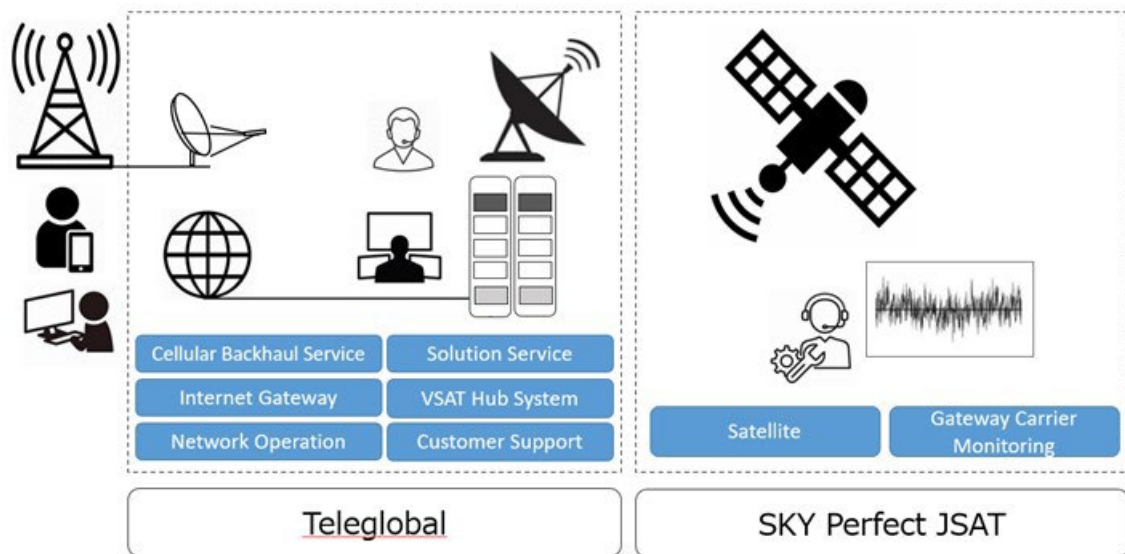 Cellular Backhaul Service
Solution Service
Internet Gateway
VSAT Hub System
Network Operation
Customer Support
Satellite
Gateway Carrier
Monitoring
Teleglobal
SKY Perfect JSAT